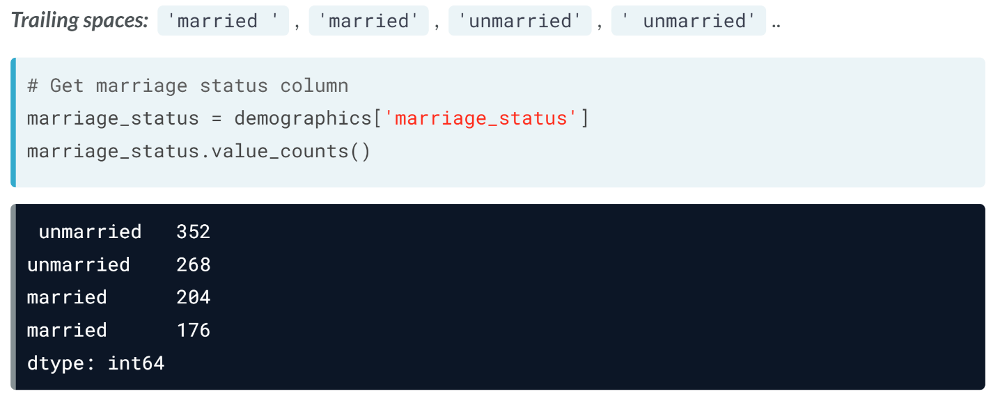 Trailing spaces: 'married ' , 'married' , 'unmarried' , ' unmarried' ..
# Get marriage status column
marriage_status = demographics['marriage_status']
marriage_status.value_counts()
 unmarried   352
unmarried    268
married      204
married      176
dtype: int64